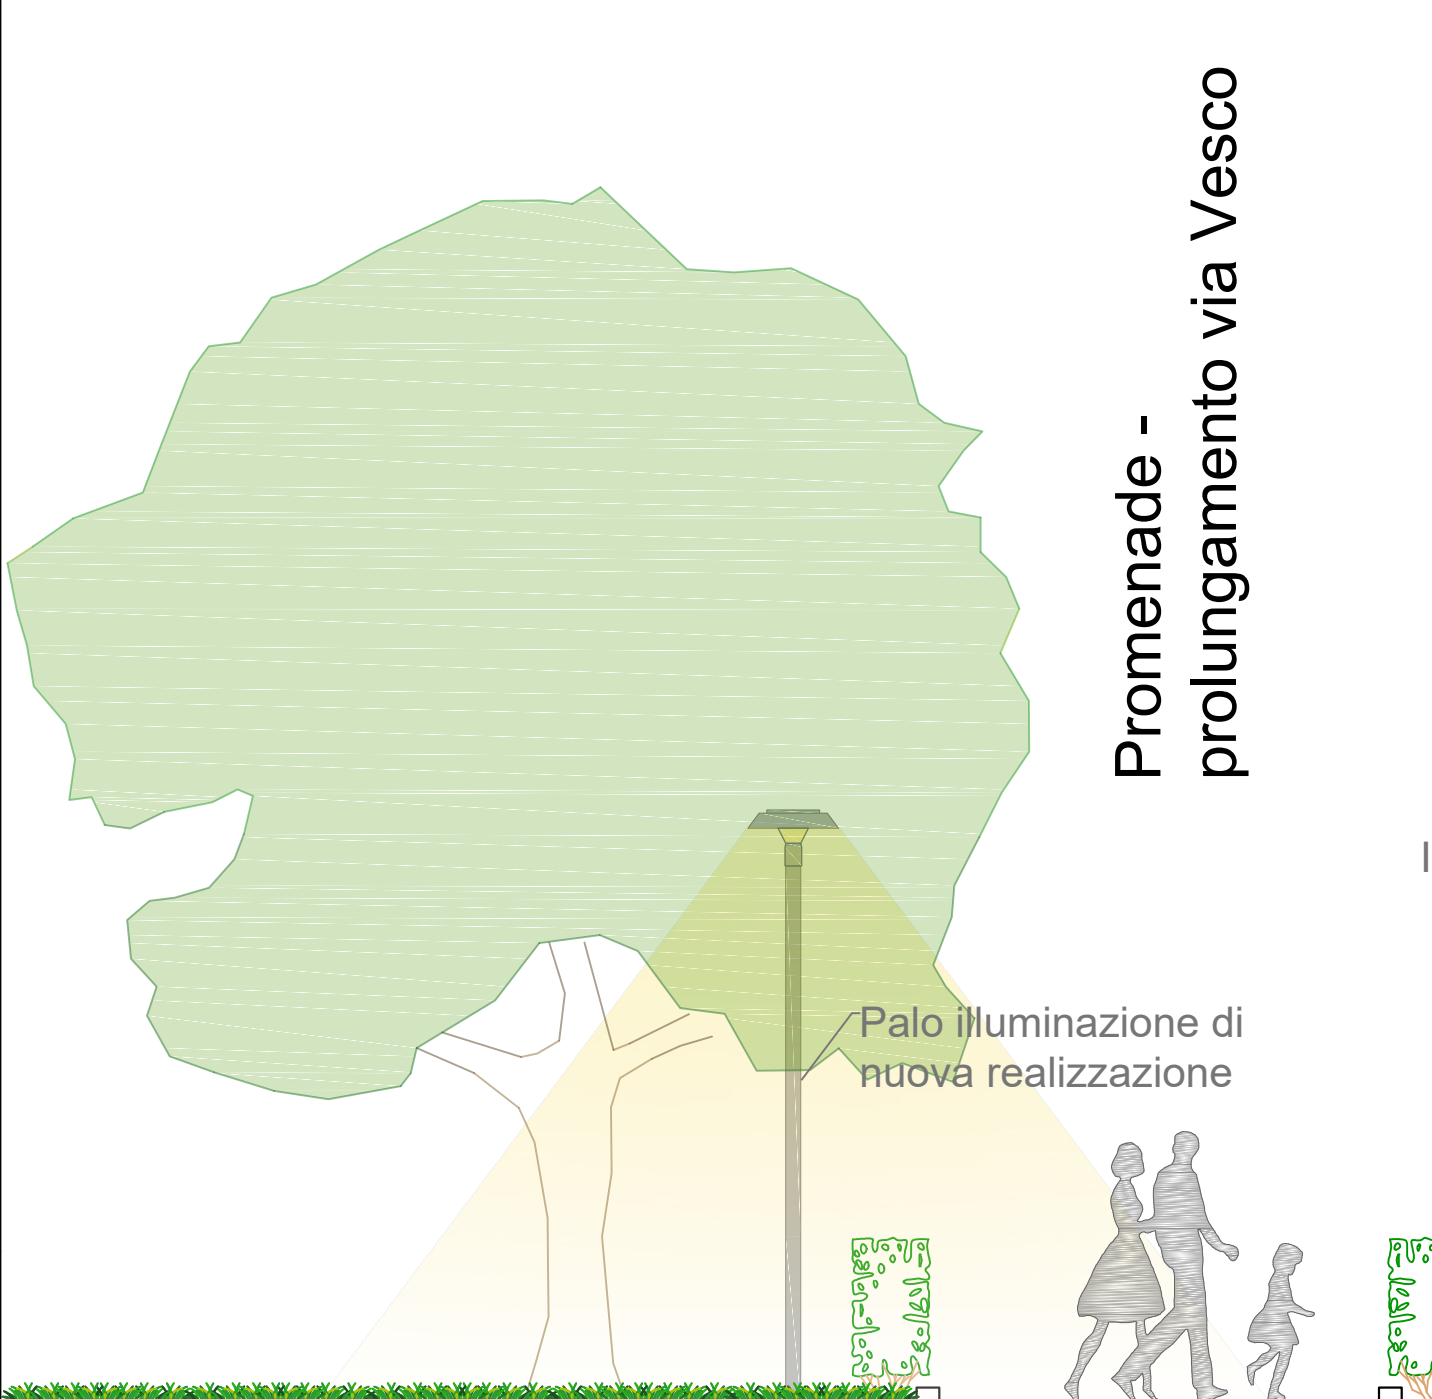 Promenade -
prolungamento via Vesco
Palo illuminazione di
nuova realizzazione